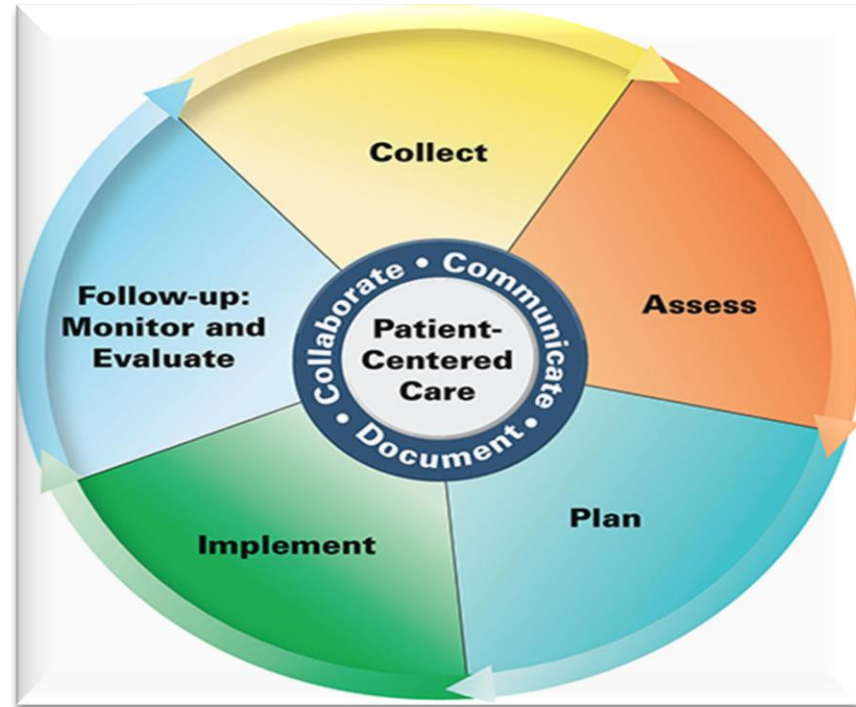 Collect
Assess
Plan
Implement
Follow-up:
Monitor and
Evaluate
Collaborate • Communicate • Document •
Patient-
Centered
Care